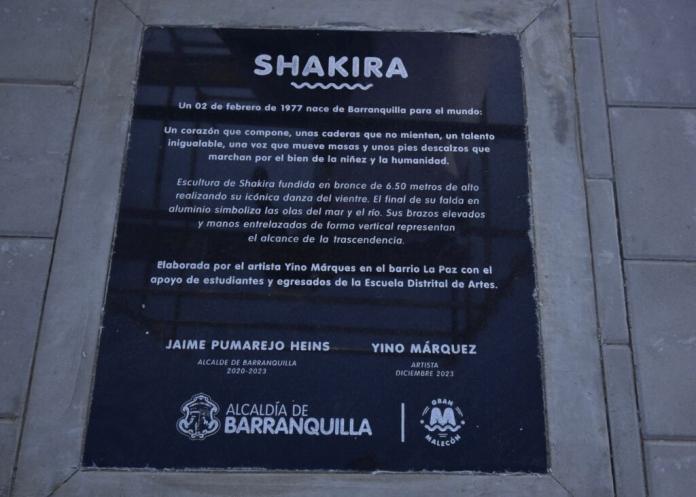 SHAKIRA
Un 02 de febrero de 1977 nace de Barranquilla para el mundo:
Un corazón que compone, unas caderas que no mienten, un talento
inigualable, una voz que mueve masas y unos pies descalzos que
marchan por el bien de la niñez y la humanidad.
Escultura de Shakira fundida en bronce de 6.50 metros de alto
realizando su icónica danza del vientre. El final de su falda en
aluminio simboliza las olas del mar y el río. Sus brazos elevados
y manos entrelazadas de forma vertical representan
el alcance de la trascendencia.
Elaborada por el artista Yino Márques en el barrio La Paz con el
apoyo de estudiantes y egresados de la Escuela Distrital de Artes.
JAIME PUMAREJO HEINS
ALCALDE DE BARRANQUILLA
2020-2023
YINO MÁRQUEZ
ARTISTA
DICIEMBRE 2023
ALCALDÍA DE
BARRANQUILLA
GRAN
MALECÓN